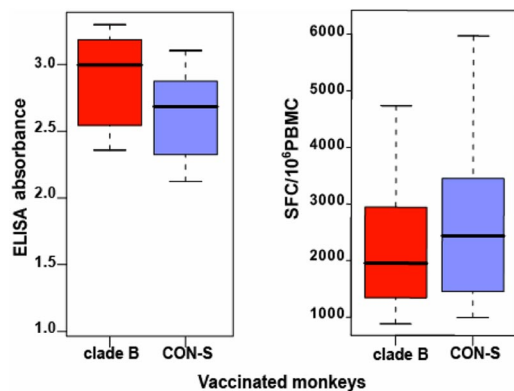 ELISA absorbance
3.0
2.5
2.0
1.5
1.0
clade B CON-S
SFC/10⁶PBMC
6000
5000
4000
3000
2000
1000
clade B CON-S
Vaccinated monkeys